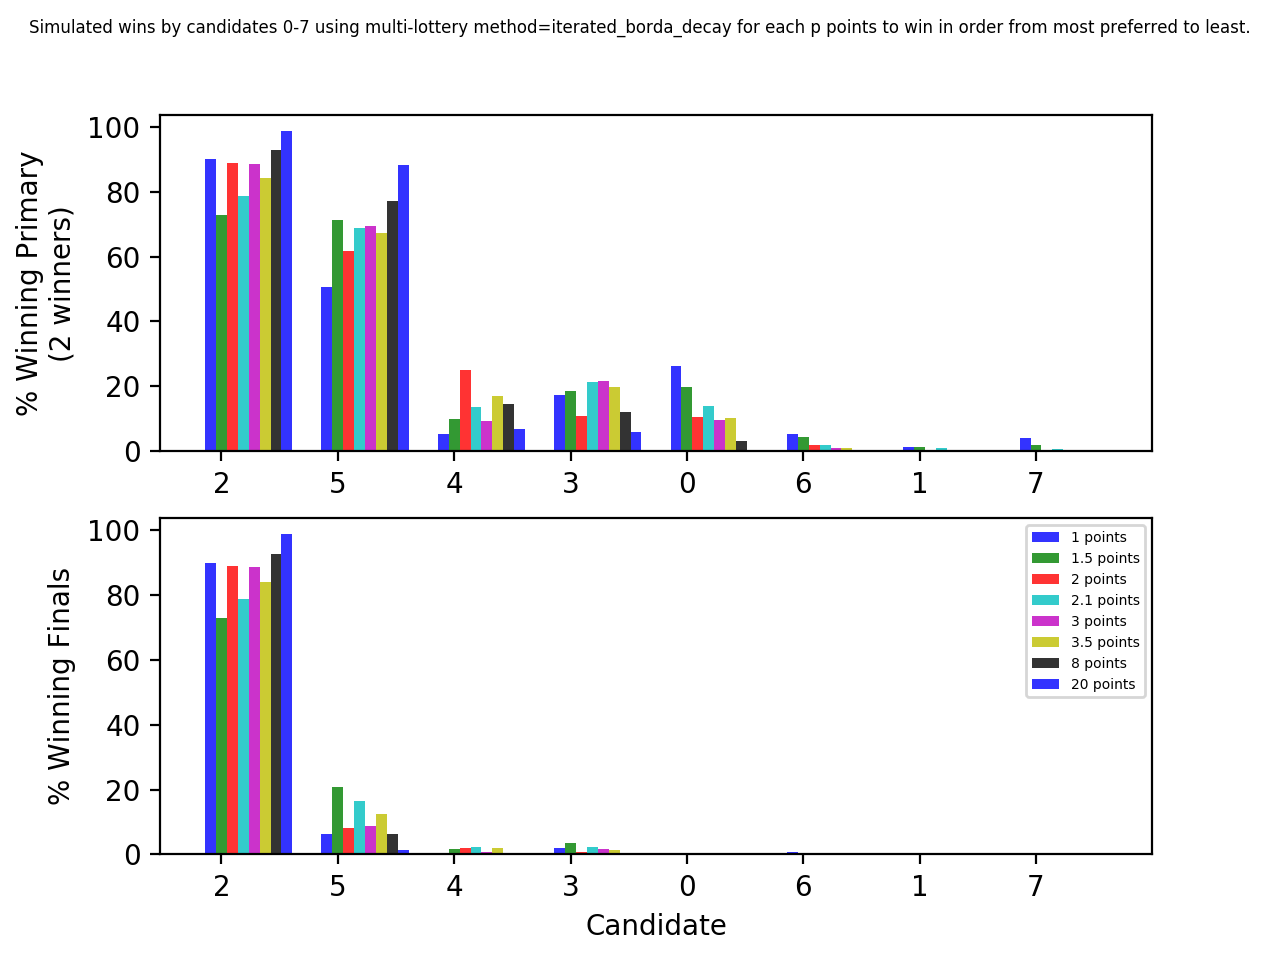 Simulated wins by candidates 0-7 using multi-lottery method=iterated_borda_decay for each p points to win in order from most preferred to least.
% Winning Primary
(2 winners)
100
80
60
40
20
0
2 5 4 3 0 6 1 7
% Winning Finals
100
80
60
40
20
0
1 points
1.5 points
2 points
2.1 points
3 points
3.5 points
8 points
20 points
2 5 4 3 0 6 1 7
Candidate